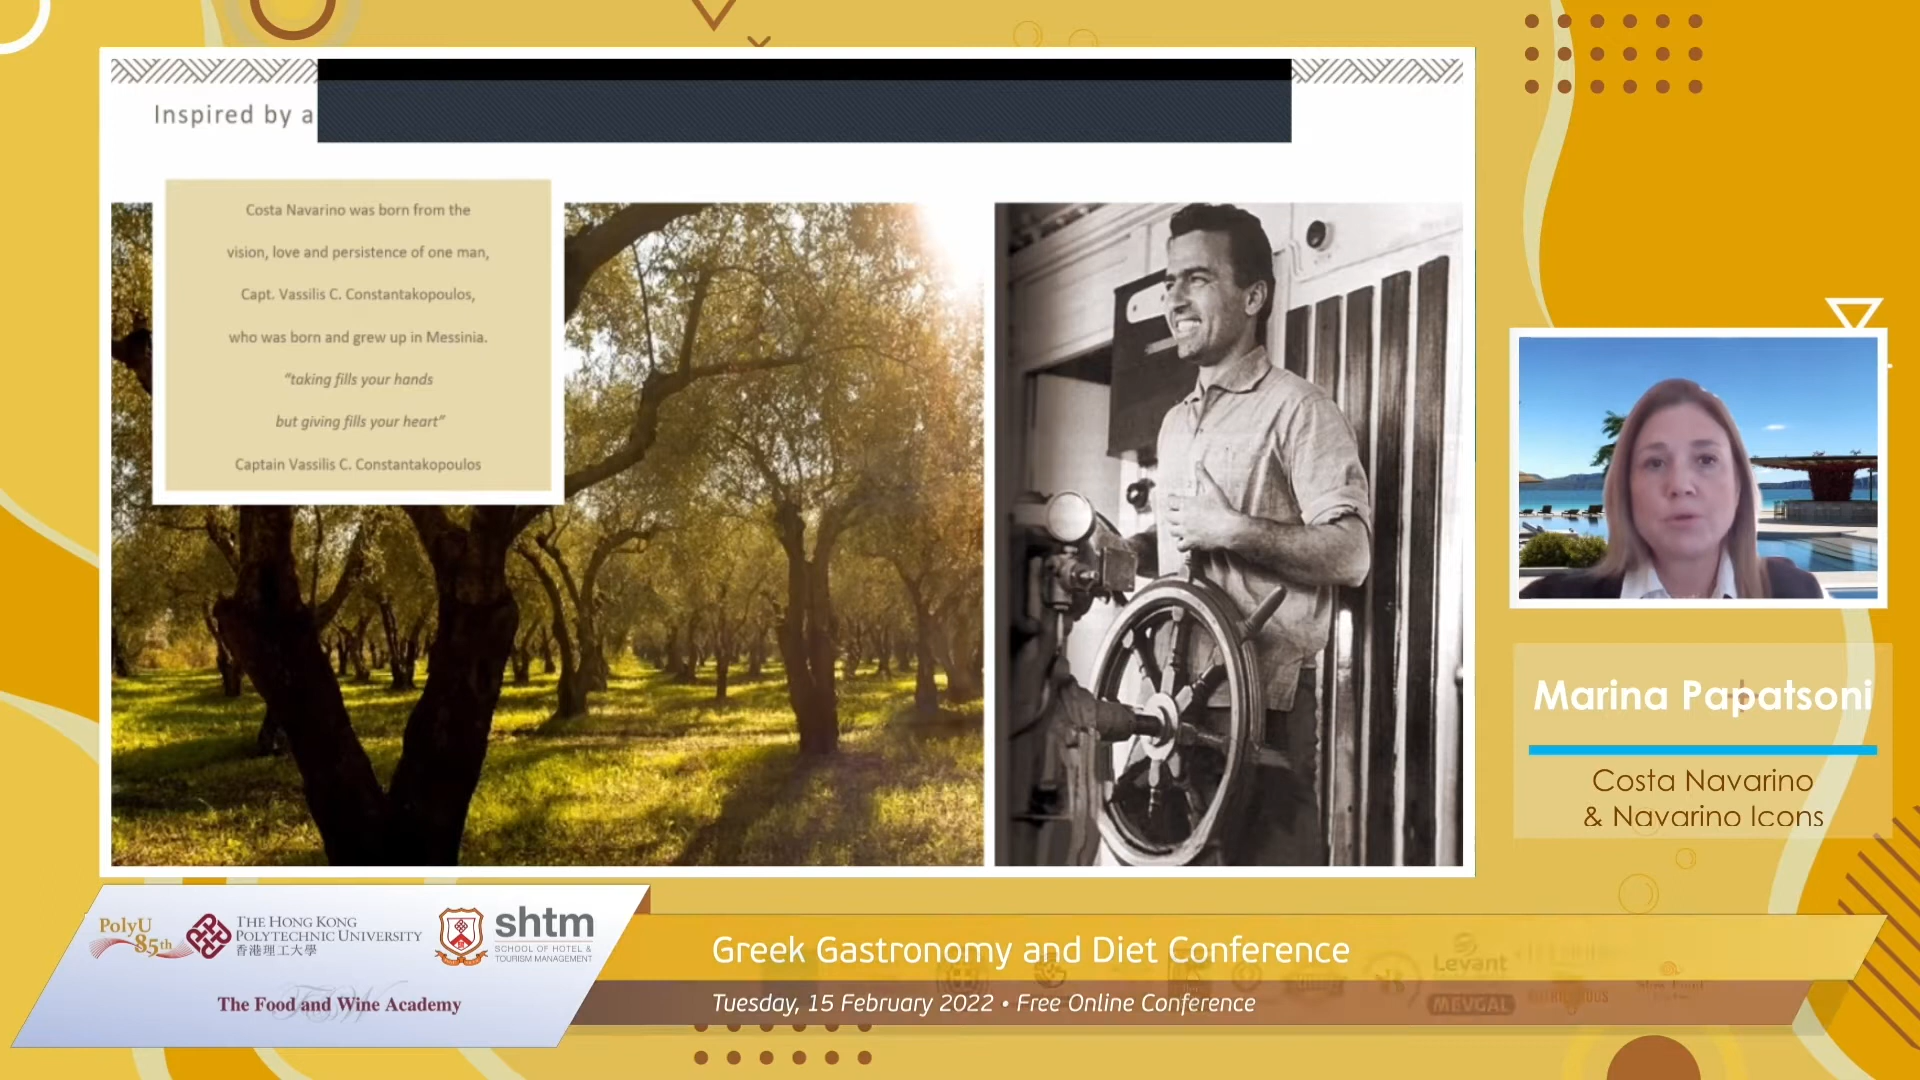 Inspired by a
Costa Navarino was born from the
vision, love and persistence of one man,
Capt. Vassilis C. Constantakopoulos,
who was born and grew up in Messinia.
“taking fills your hands
but giving fills your heart”
Captain Vassilis C. Constantakopoulos
Marina Papatsoni
Costa Navarino
& Navarino Icons
PolyU
85th
THE HONG KONG
POLYTECHNIC UNIVERSITY
香港理工大學
shtm
SCHOOL OF HOTEL &
TOURISM MANAGEMENT
The Food and Wine Academy
Greek Gastronomy and Diet Conference
Levant
Tuesday, 15 February 2022 • Free Online Conference
MEVGAL